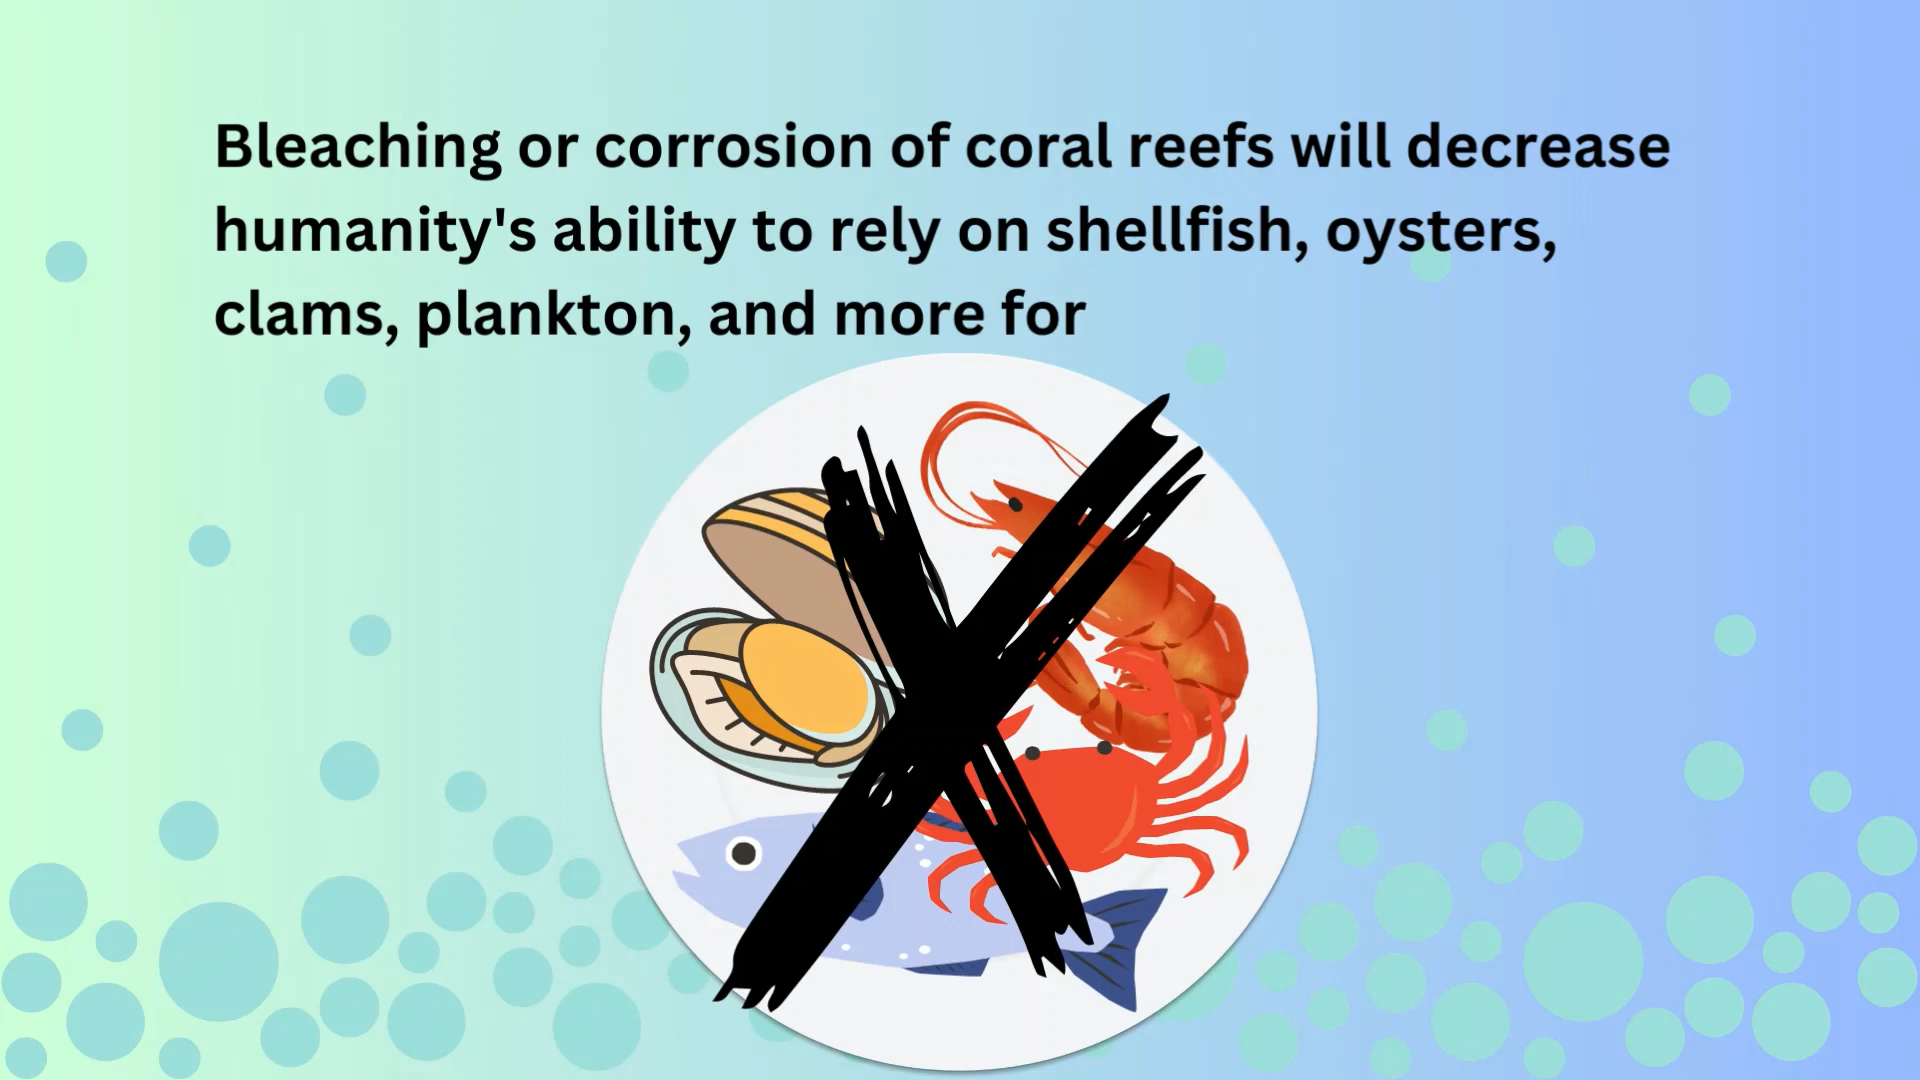 Bleaching or corrosion of coral reefs will decrease
humanity's ability to rely on shellfish, oysters,
clams, plankton, and more for